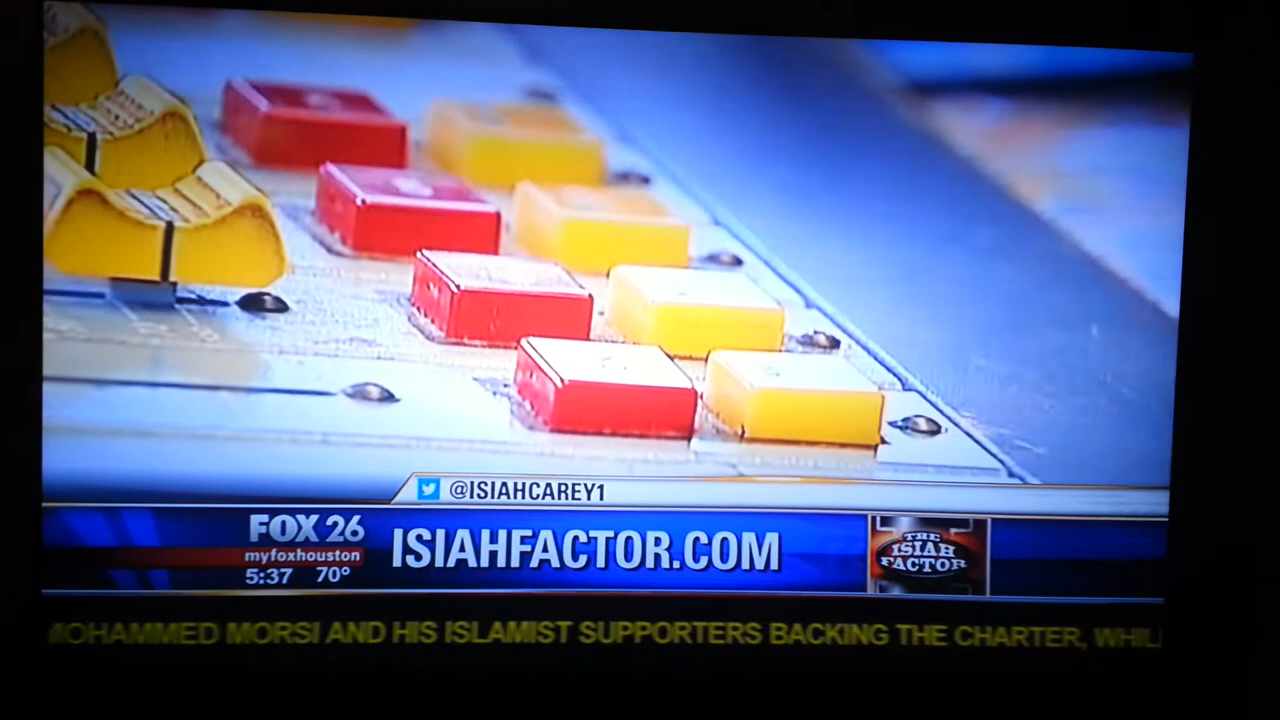 @ISIAHCAREY1
FOX 26
myfoxhouston
5:37 70°
ISIAHFACTOR.COM
THE
ISIAH
FACTOR
MOHAMMED MORSI AND HIS ISLAMIST SUPPORTERS BACKING THE CHARTER, WHIL